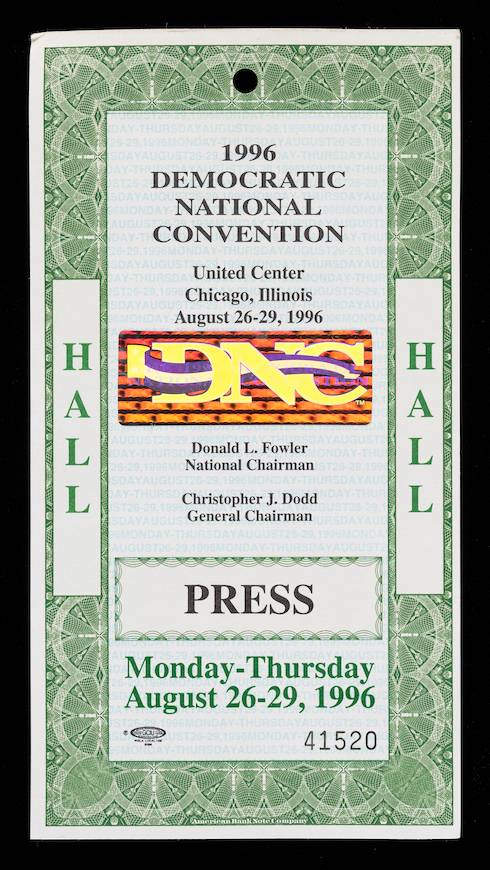 1996
DEMOCRATIC
NATIONAL
CONVENTION
United Center
Chicago, Illinois
August 26-29, 1996
DNC
TM
Donald L. Fowler
National Chairman
Christopher J. Dodd
General Chairman
HALL
HALL
PRESS
Monday-Thursday
August 26-29, 1996
41520
American Bank Note Company